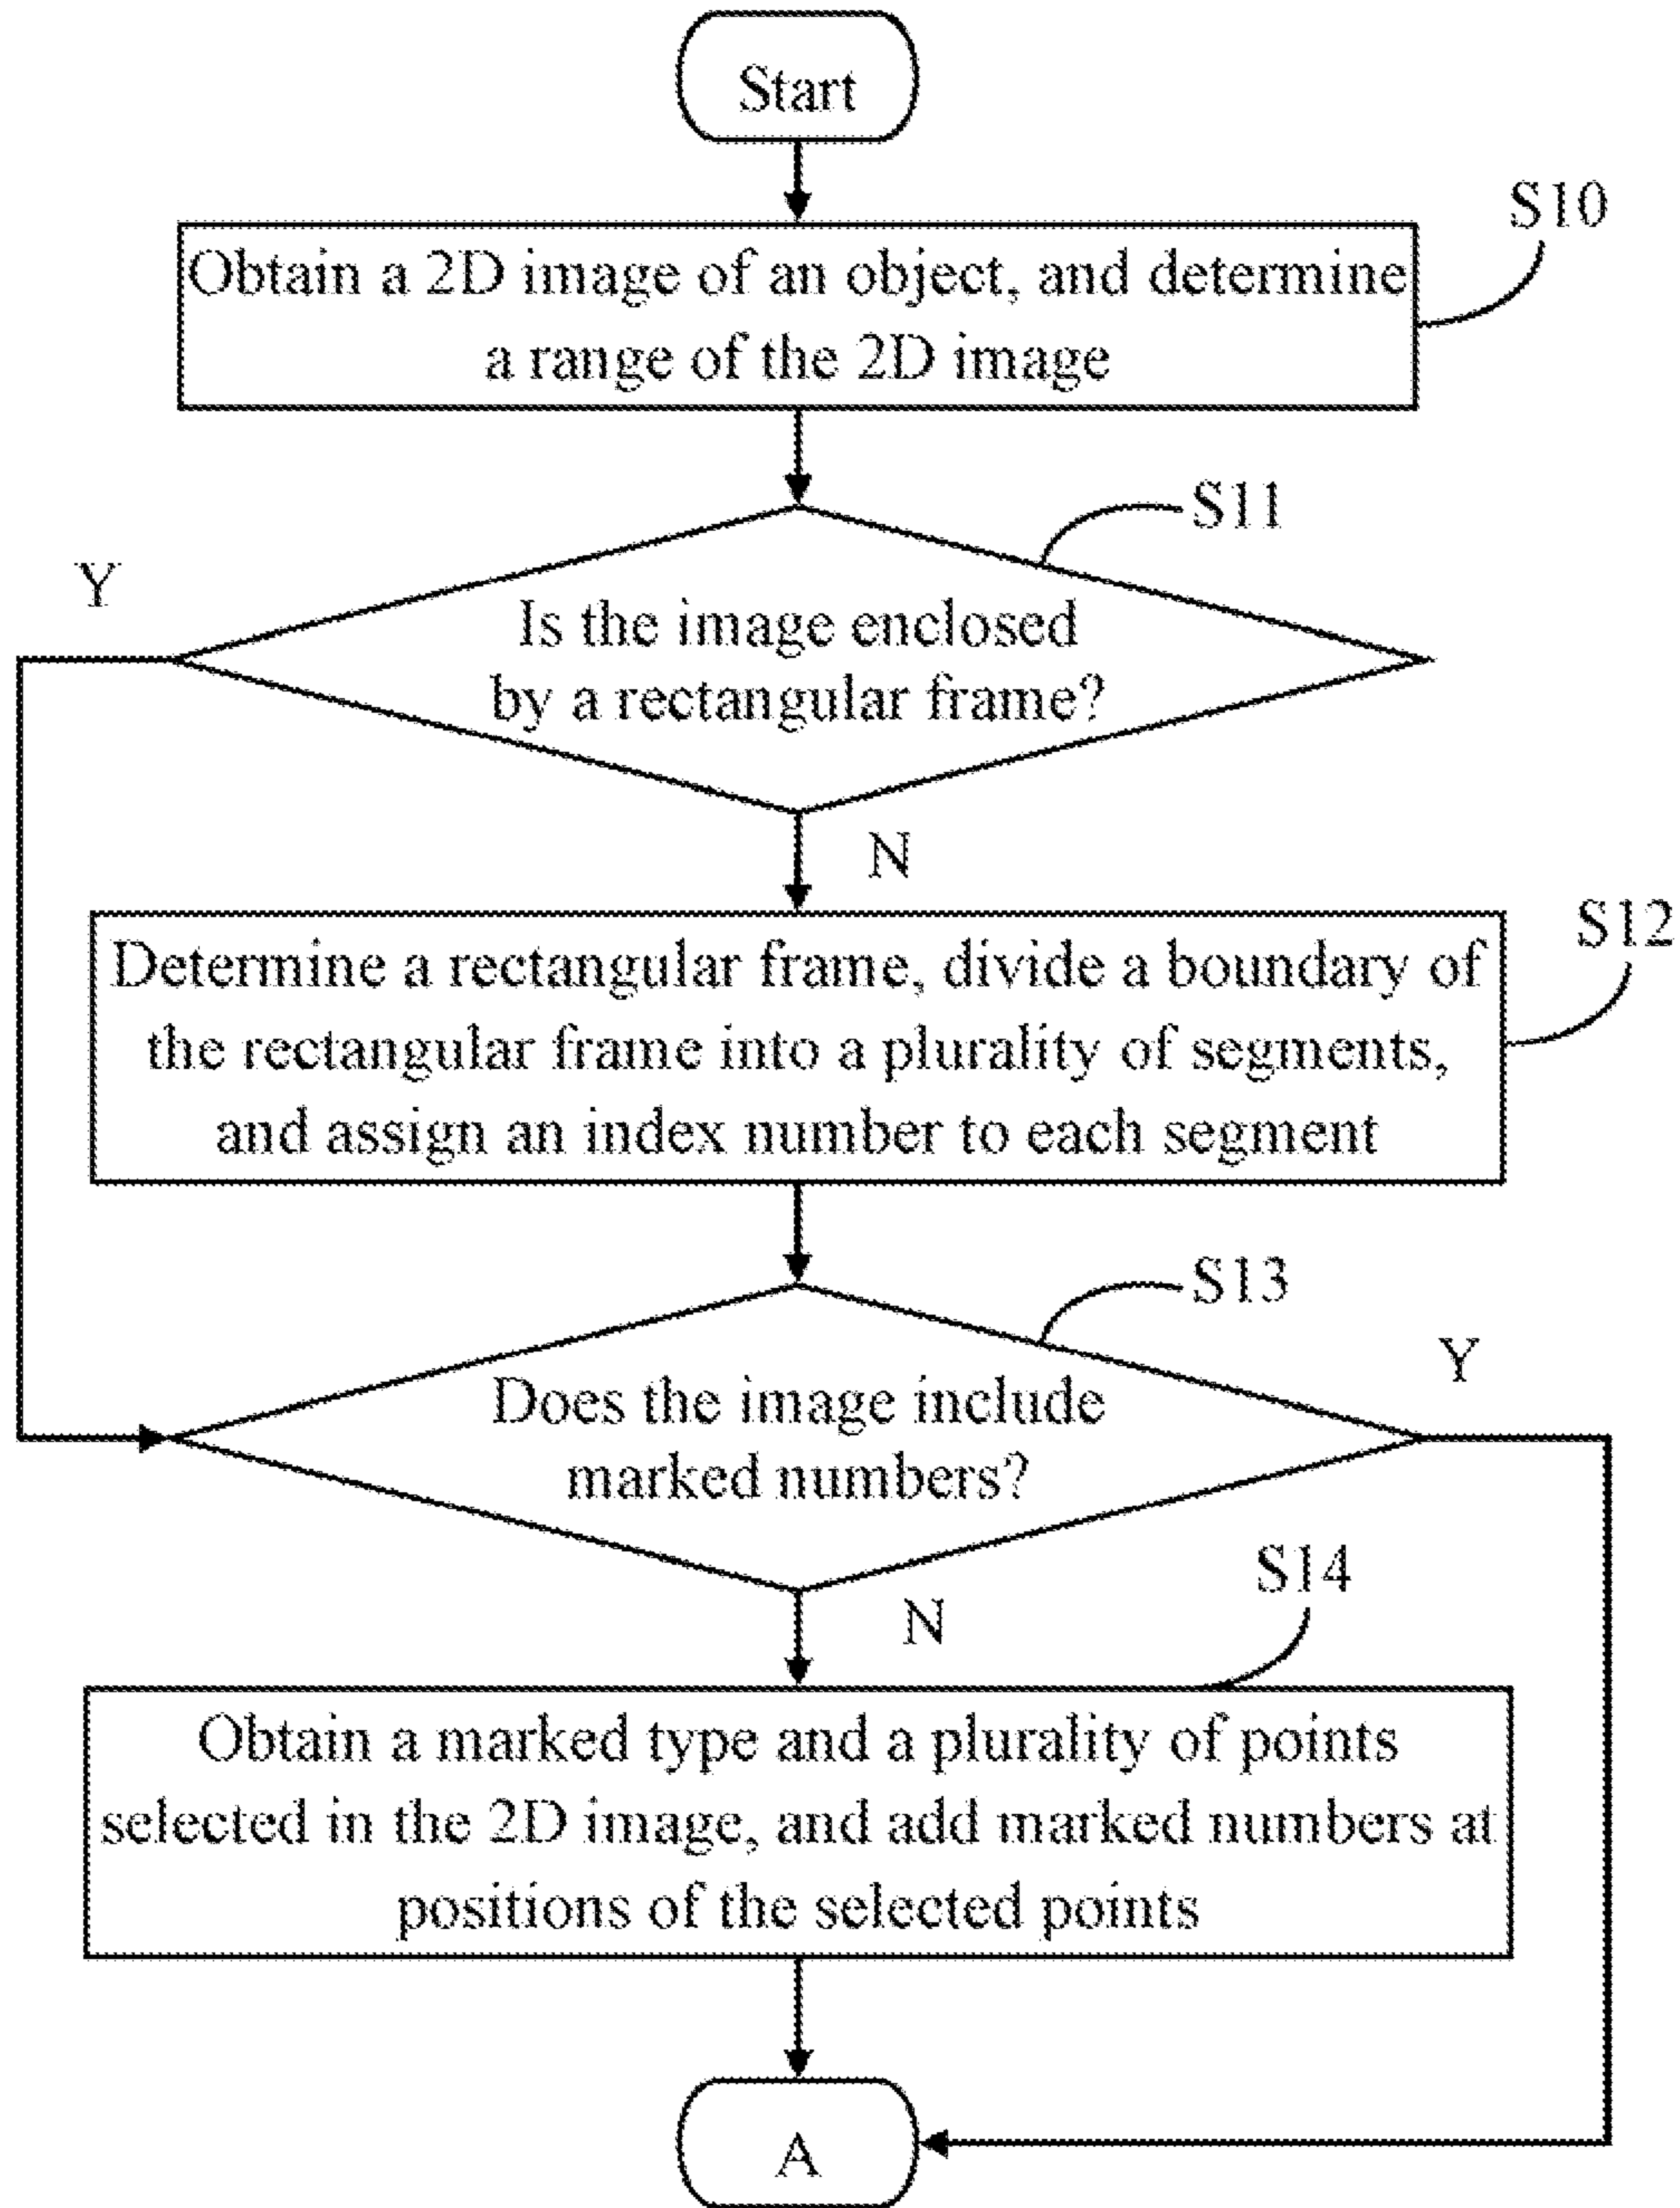 Start
S10
Obtain a 2D image of an object, and determine
a range of the 2D image
S11
Y
Is the image enclosed
by a rectangular frame?
N
S12
Determine a rectangular frame, divide a boundary of
the rectangular frame into a plurality of segments,
and assign an index number to each segment
S13
Y
Does the image include
marked numbers?
S14
N
Obtain a marked type and a plurality of points
selected in the 2D image, and add marked numbers at
positions of the selected points
A